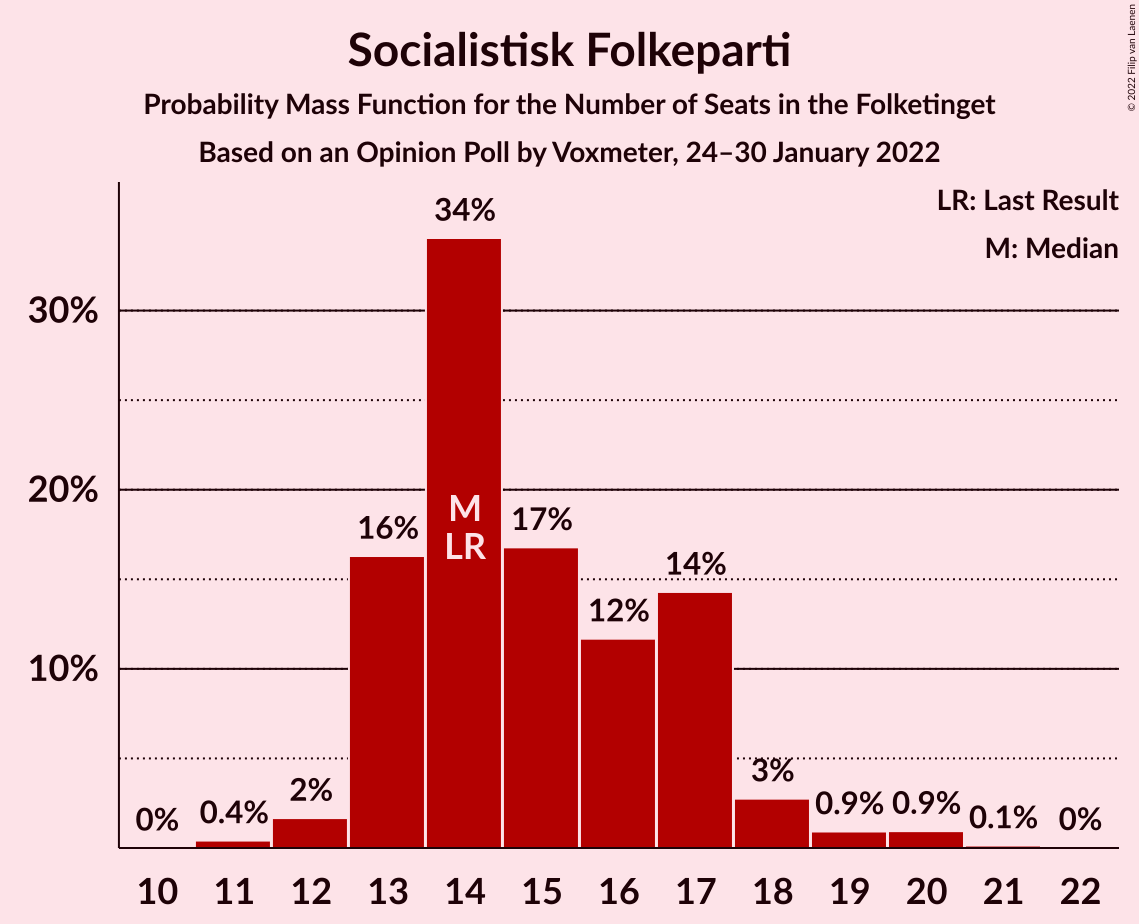 Socialistisk Folkeparti
Probability Mass Function for the Number of Seats in the Folketinget
Based on an Opinion Poll by Voxmeter, 24–30 January 2022
© 2022 Filip van Laenen
LR: Last Result
M: Median
30%
20%
10%
0%
0.4%
2%
16%
34%
M
LR
17%
12%
14%
3%
0.9%
0.9%
0.1%
0%
10 11 12 13 14 15 16 17 18 19 20 21 22